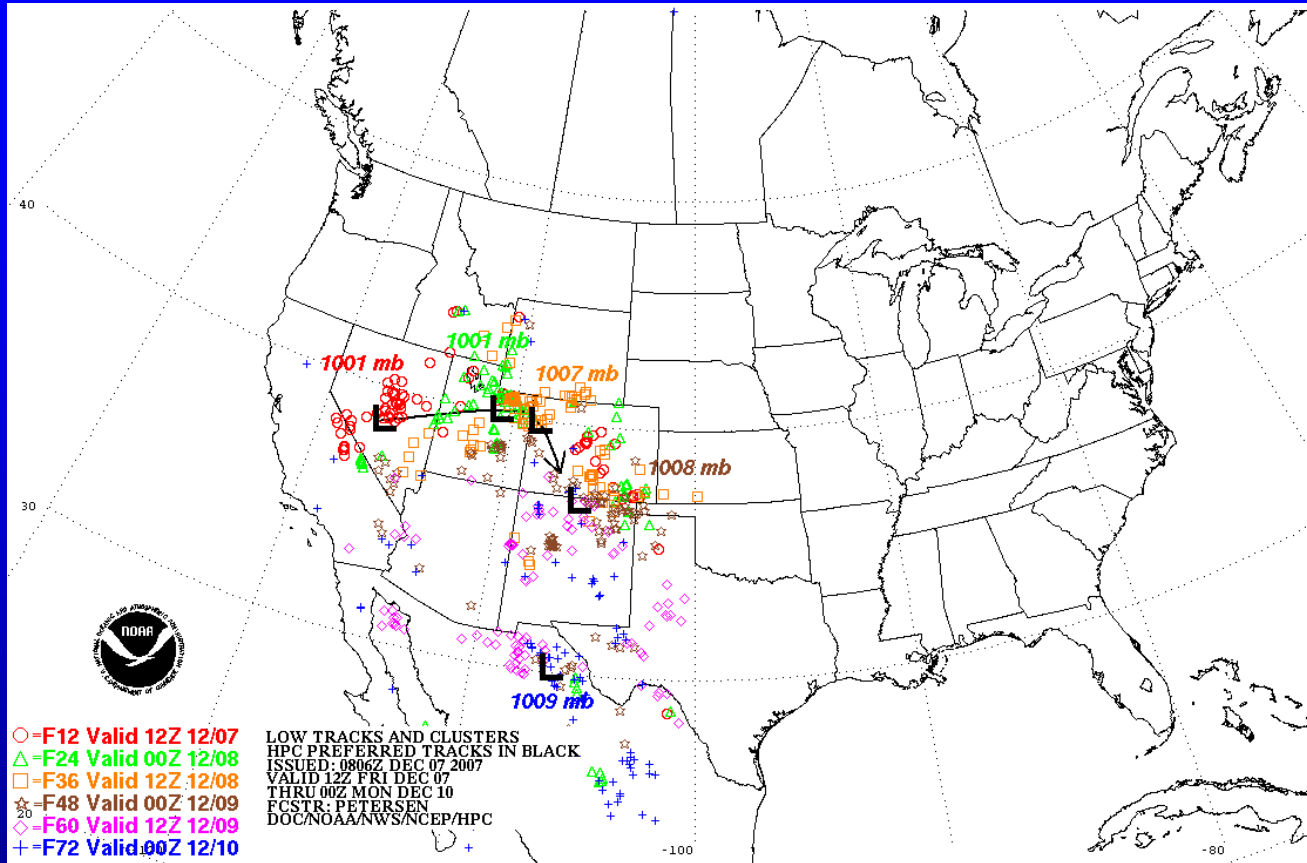 40
30
20
1001 mb
1001 mb
1007 mb
1008 mb
1009 mb
NOAA
○=F12 Valid 12Z 12/07
△=F24 Valid 00Z 12/08
□=F36 Valid 12Z 12/08
☆=F48 Valid 00Z 12/09
◇=F60 Valid 12Z 12/09
+=F72 Valid 00Z 12/10
LOW TRACKS AND CLUSTERS
HPC PREFERRED TRACKS IN BLACK
ISSUED: 0806Z DEC 07 2007
VALID 12Z FRI DEC 07
THRU 00Z MON DEC 10
FCSTR: PETERSEN
DOC/NOAA/NWS/NCEP/HPC
L
L
L
L
L
-100
-80